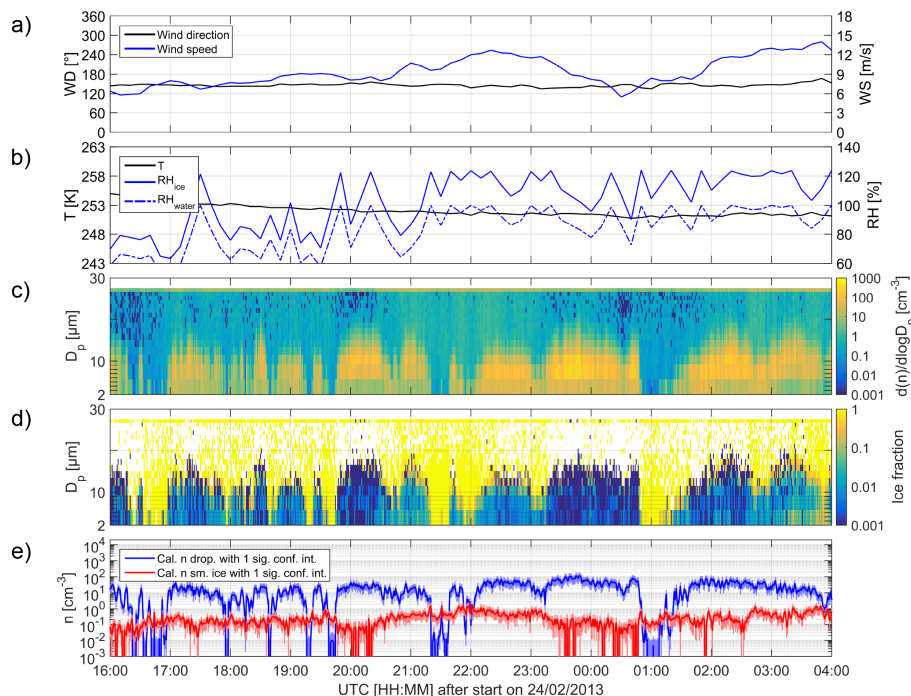 a)
360
300
240
180
120
60
0
WD [°]
Wind direction
Wind speed
18
15
12
9
6
3
0
WS [m/s]
b)
263
258
253
248
243
T [K]
T
RH_ice
RH_water
140
120
100
80
60
RH [%]
c)
30
10
2
D_p [µm]
1000
100
10
1
0.1
0.01
0.001
d(n)/dlogD_p [cm^-3]
d)
30
10
2
D_p [µm]
1
0.1
0.01
0.001
Ice fraction
e)
10^4
10^3
10^2
10^1
10^0
10^-1
10^-2
10^-3
n [cm^-3]
Cal. n drop. with 1 sig. conf. int.
Cal. n sm. ice with 1 sig. conf. int.
16:00 17:00 18:00 19:00 20:00 21:00 22:00 23:00 00:00 01:00 02:00 03:00 04:00
UTC [HH:MM] after start on 24/02/2013